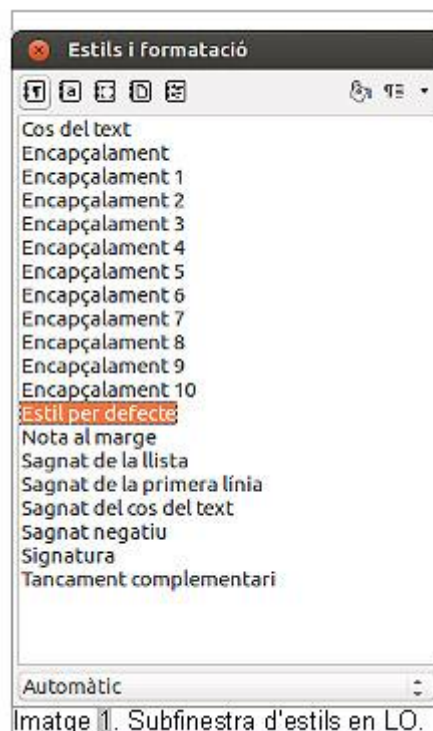 Estils i formatació
Cos del text
Encapçalament
Encapçalament 1
Encapçalament 2
Encapçalament 3
Encapçalament 4
Encapçalament 5
Encapçalament 6
Encapçalament 7
Encapçalament 8
Encapçalament 9
Encapçalament 10
Estil per defecte
Nota al marge
Sagnat de la llista
Sagnat de la primera línia
Sagnat del cos del text
Sagnat negatiu
Signatura
Tancament complementari
Automàtic
Imatge 1. Subfinestra d'estils en LO.